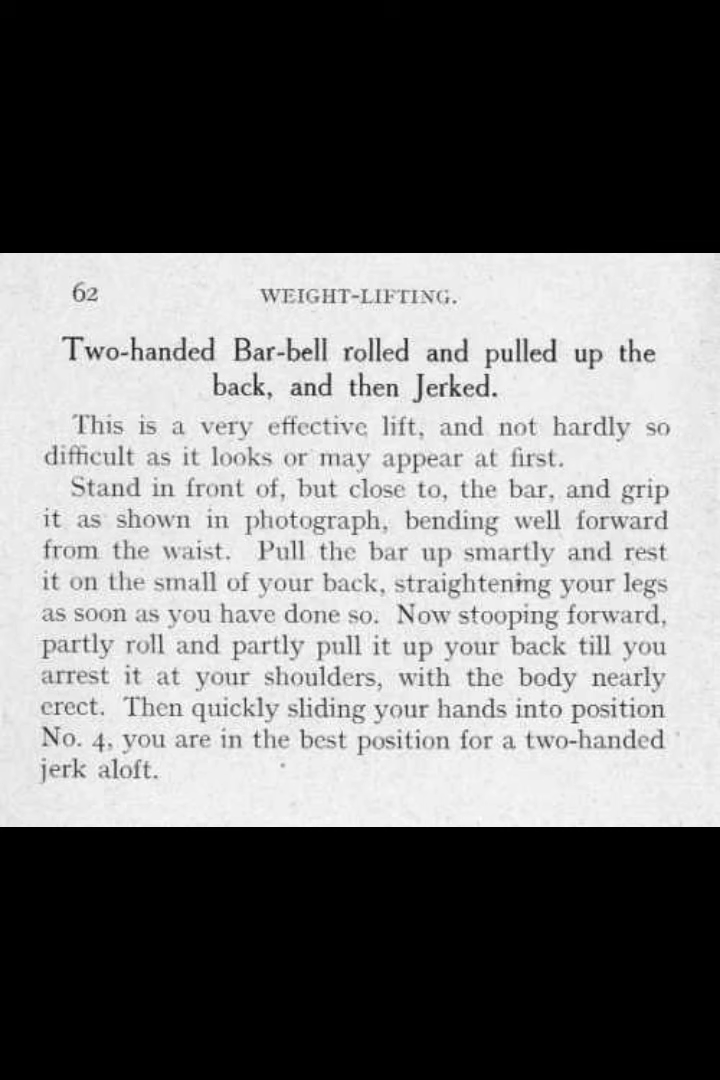 62
WEIGHT-LIFTING.
Two-handed Bar-bell rolled and pulled up the
back, and then Jerked.
This is a very effective lift, and not hardly so
difficult as it looks or may appear at first.
Stand in front of, but close to, the bar, and grip
it as shown in photograph, bending well forward
from the waist. Pull the bar up smartly and rest
it on the small of your back, straightening your legs
as soon as you have done so. Now stooping forward,
partly roll and partly pull it up your back till you
arrest it at your shoulders, with the body nearly
erect. Then quickly sliding your hands into position
No. 4, you are in the best position for a two-handed
jerk aloft.